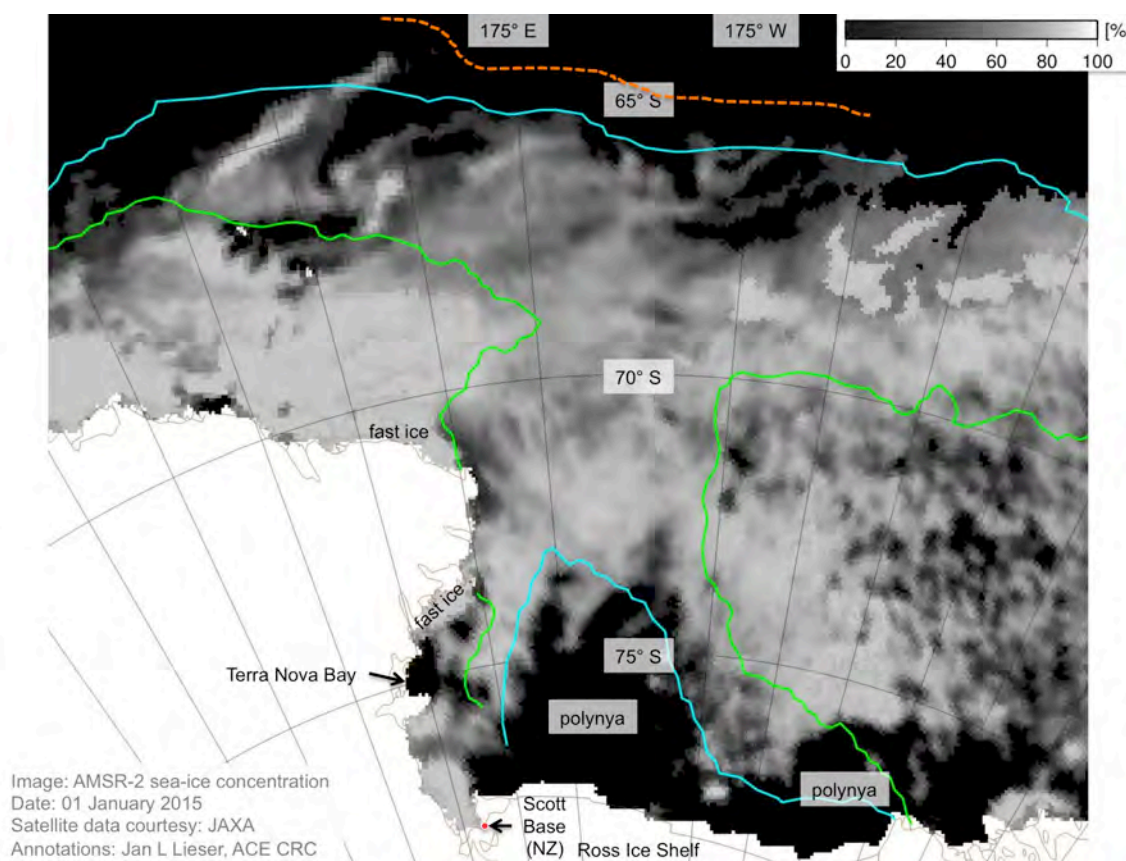 175° E
175° W
[%
0 20 40 60 80 100
65° S
70° S
fast ice
fast ice
75° S
Terra Nova Bay
polynya
polynya
Image: AMSR-2 sea-ice concentration
Date: 01 January 2015
Satellite data courtesy: JAXA
Annotations: Jan L Lieser, ACE CRC
Scott
Base
(NZ)
Ross Ice Shelf